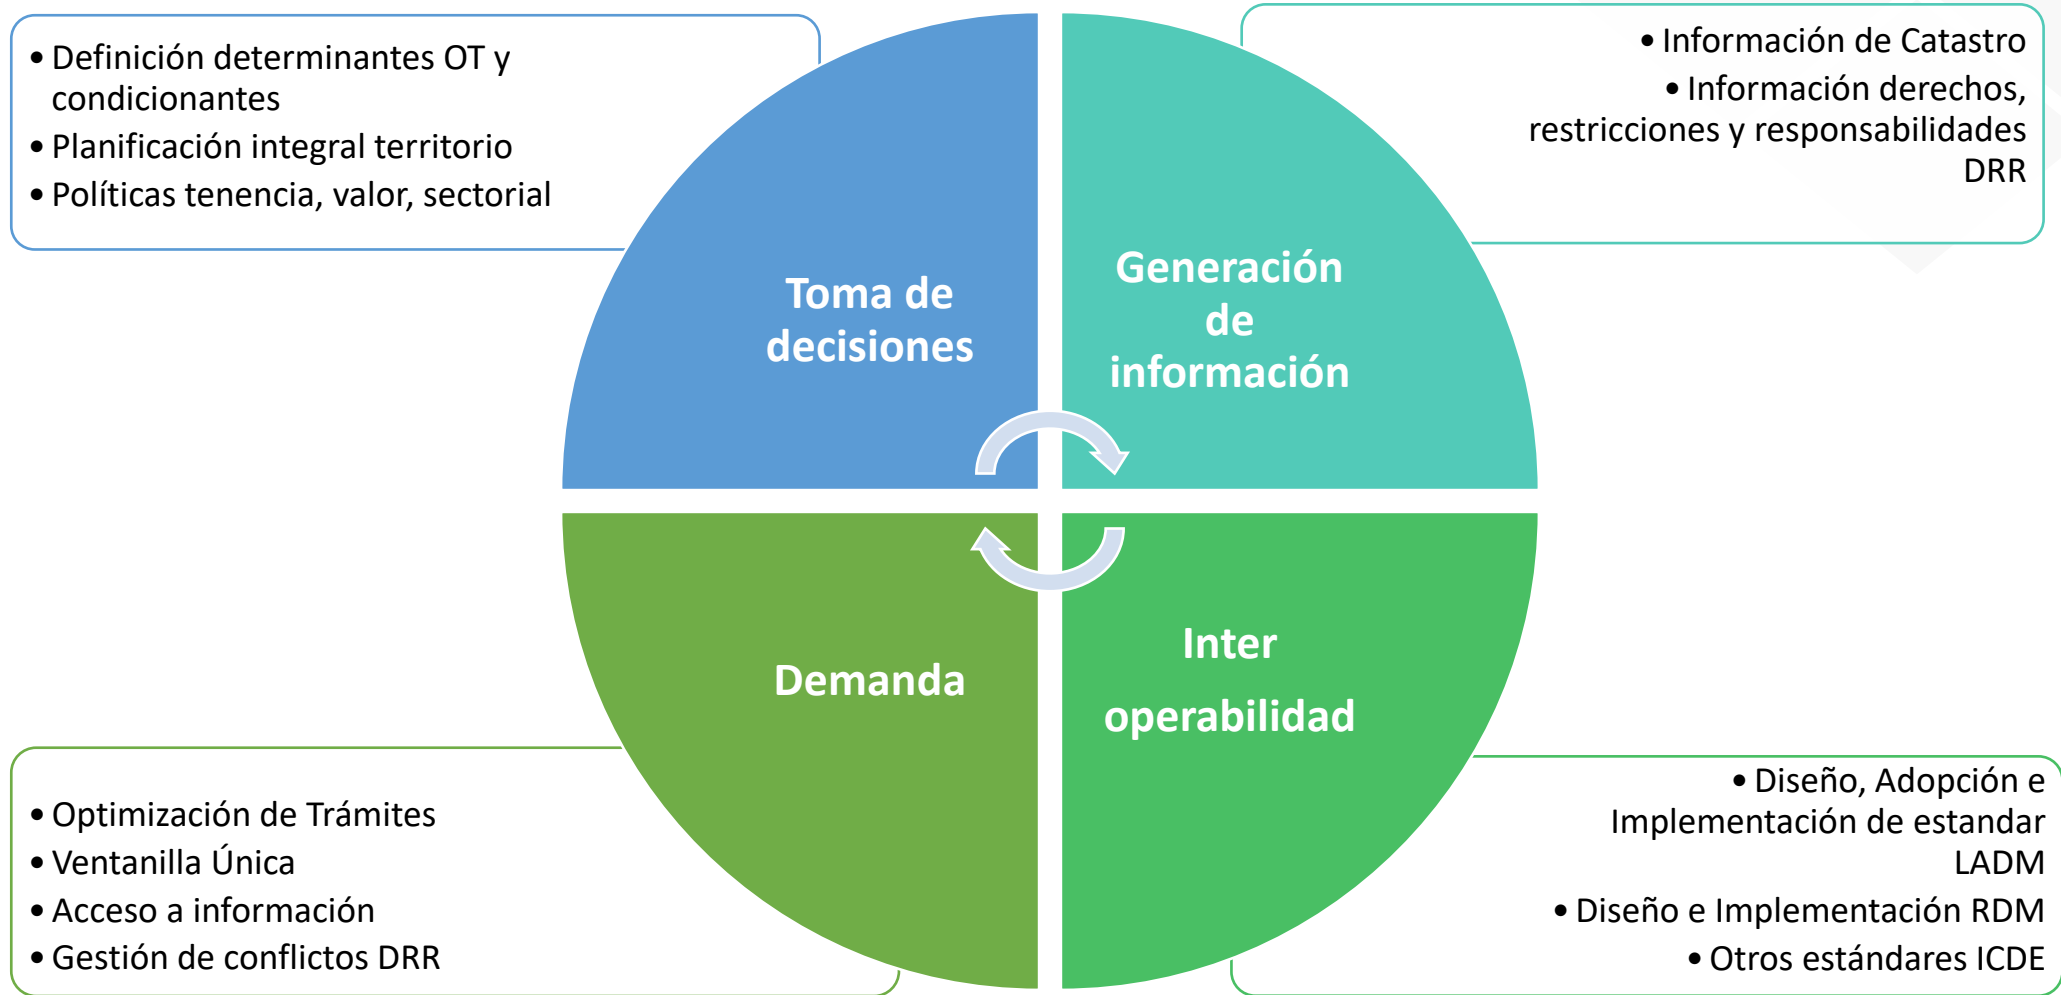 • Definición determinantes OT y
condicionantes
• Planificación integral territorio
• Políticas tenencia, valor, sectorial
• Información de Catastro
• Información derechos,
restricciones y responsabilidades
DRR
Toma de
decisiones
Generación
de
información
Demanda
Inter
operabilidad
• Optimización de Trámites
• Ventanilla Única
• Acceso a información
• Gestión de conflictos DRR
• Diseño, Adopción e
Implementación de estandar
LADM
• Diseño e Implementación RDM
• Otros estándares ICDE